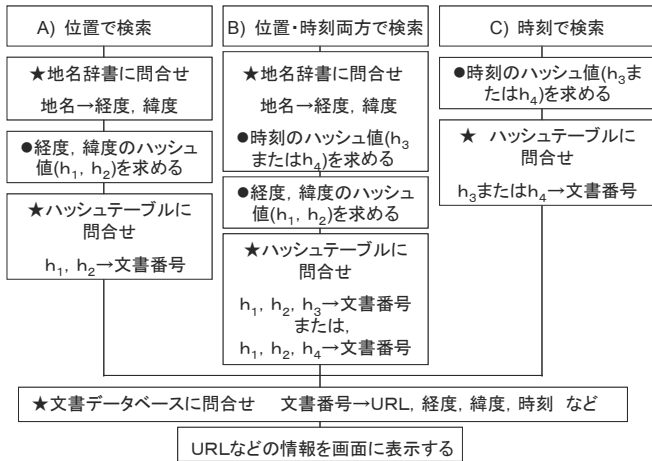 A) 位置で検索
★地名辞書に問合せ
地名→経度, 緯度
●経度, 緯度のハッシュ
値(h₁, h₂)を求める
★ハッシュテーブルに
問合せ
h₁, h₂→文書番号
B) 位置・時刻両方で検索
★地名辞書に問合せ
地名→経度, 緯度
●時刻のハッシュ値(h₃
またはh₄)を求める
●経度, 緯度のハッシュ
値(h₁, h₂)を求める
★ハッシュテーブルに
問合せ
h₁, h₂, h₃→文書番号
または,
h₁, h₂, h₄→文書番号
C) 時刻で検索
●時刻のハッシュ値(h₃ま
たはh₄)を求める
★ ハッシュテーブルに
問合せ
h₃またはh₄→文書番号
★文書データベースに問合せ 文書番号→URL, 経度, 緯度, 時刻 など
URLなどの情報を画面に表示する